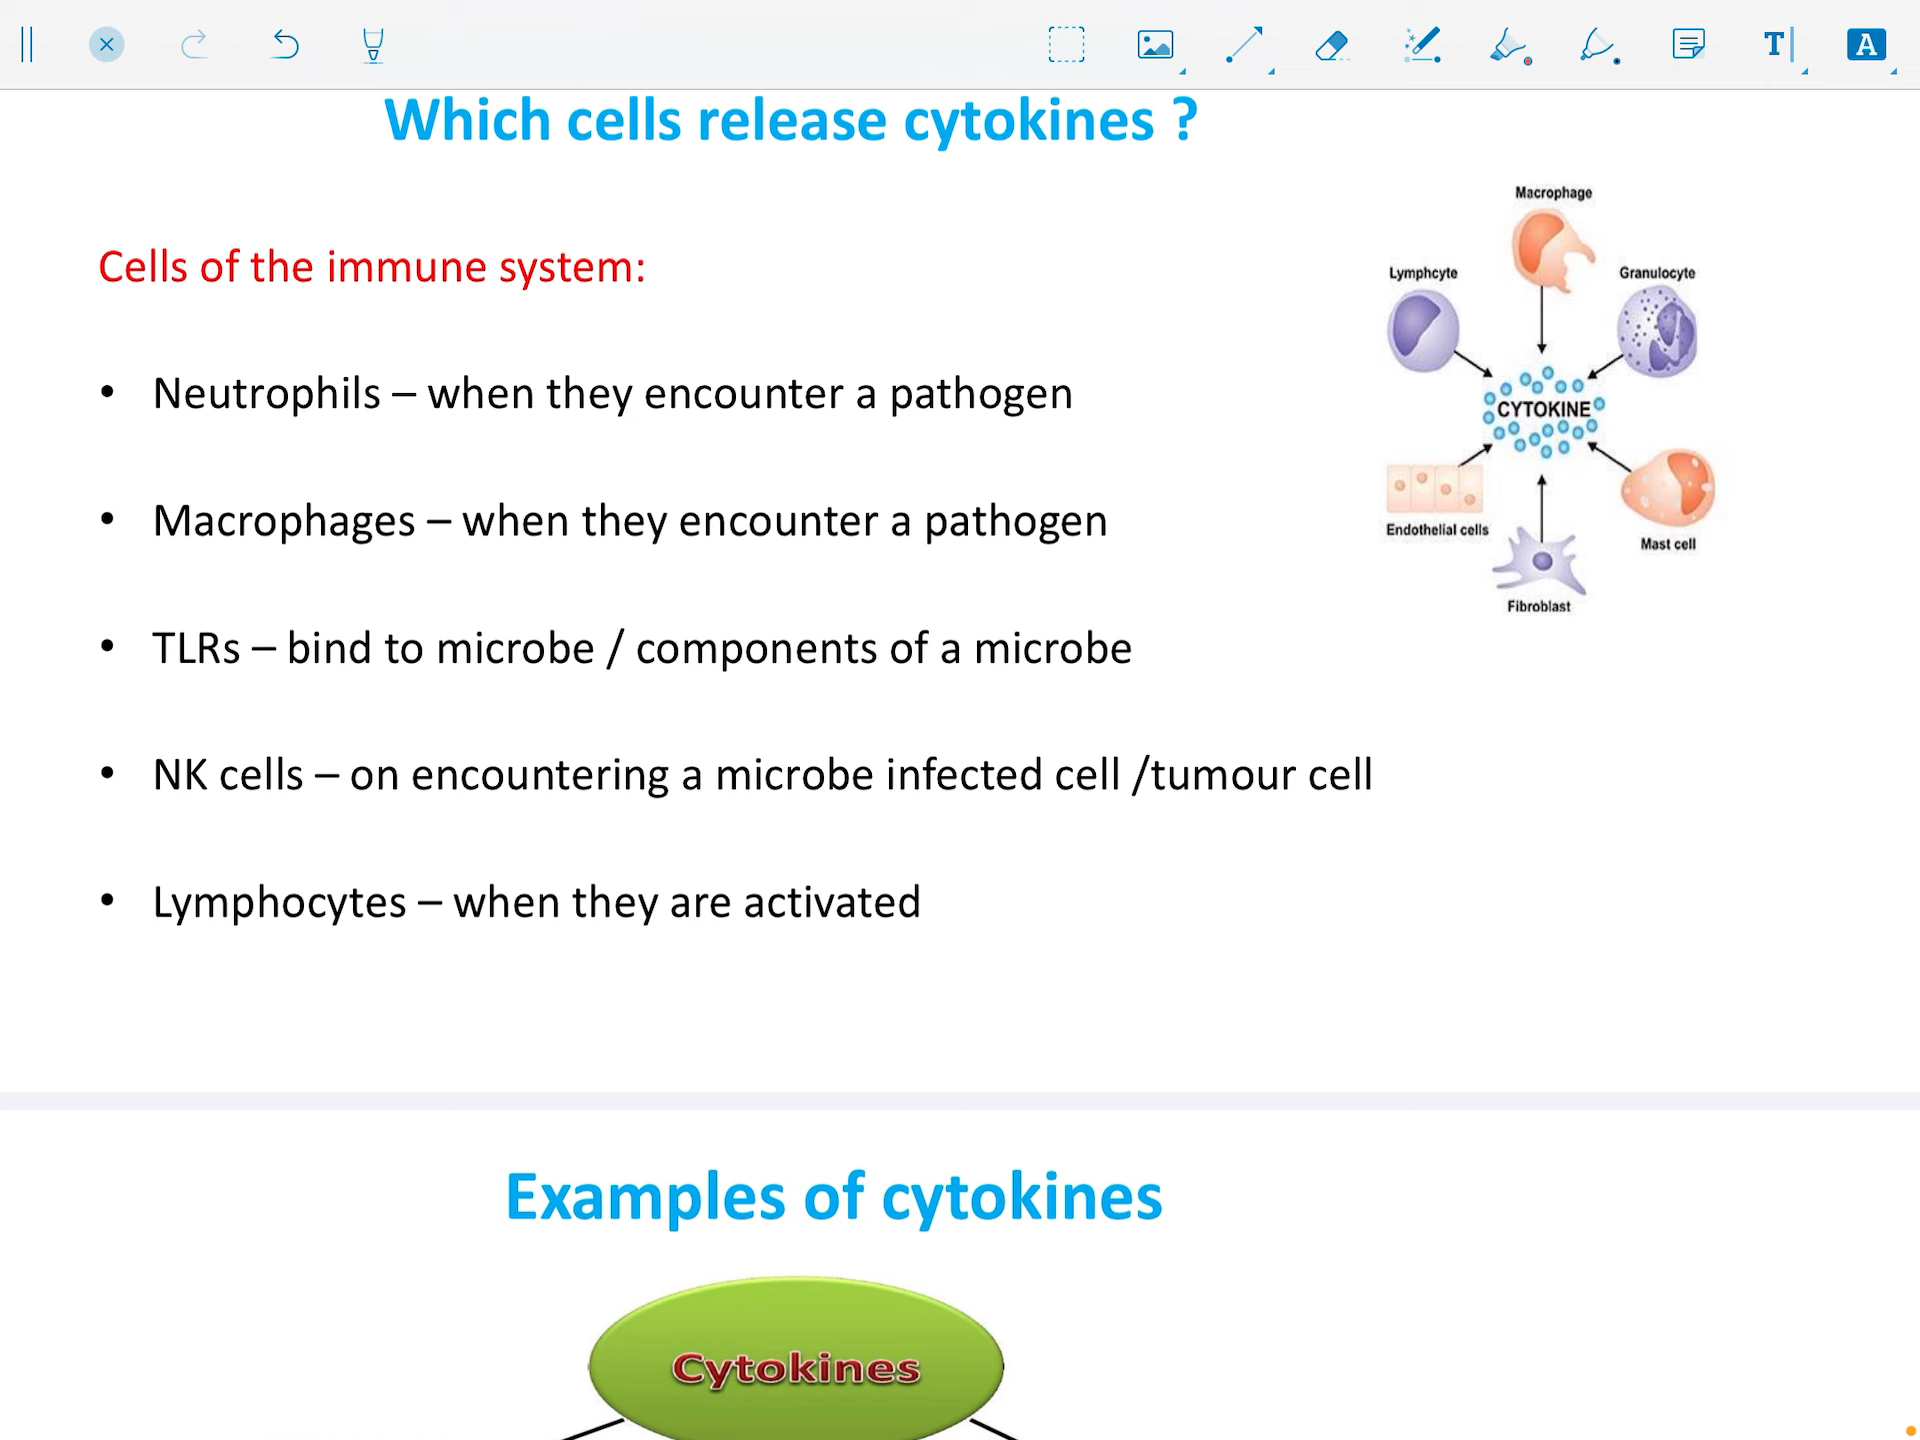 Which cells release cytokines ?
Cells of the immune system:
• Neutrophils – when they encounter a pathogen
• Macrophages – when they encounter a pathogen
• TLRs – bind to microbe / components of a microbe
• NK cells – on encountering a microbe infected cell /tumour cell
• Lymphocytes – when they are activated
Macrophage
Lymphcyte
Granulocyte
CYTOKINE
Endothelial cells
Mast cell
Fibroblast
Examples of cytokines
Cytokines